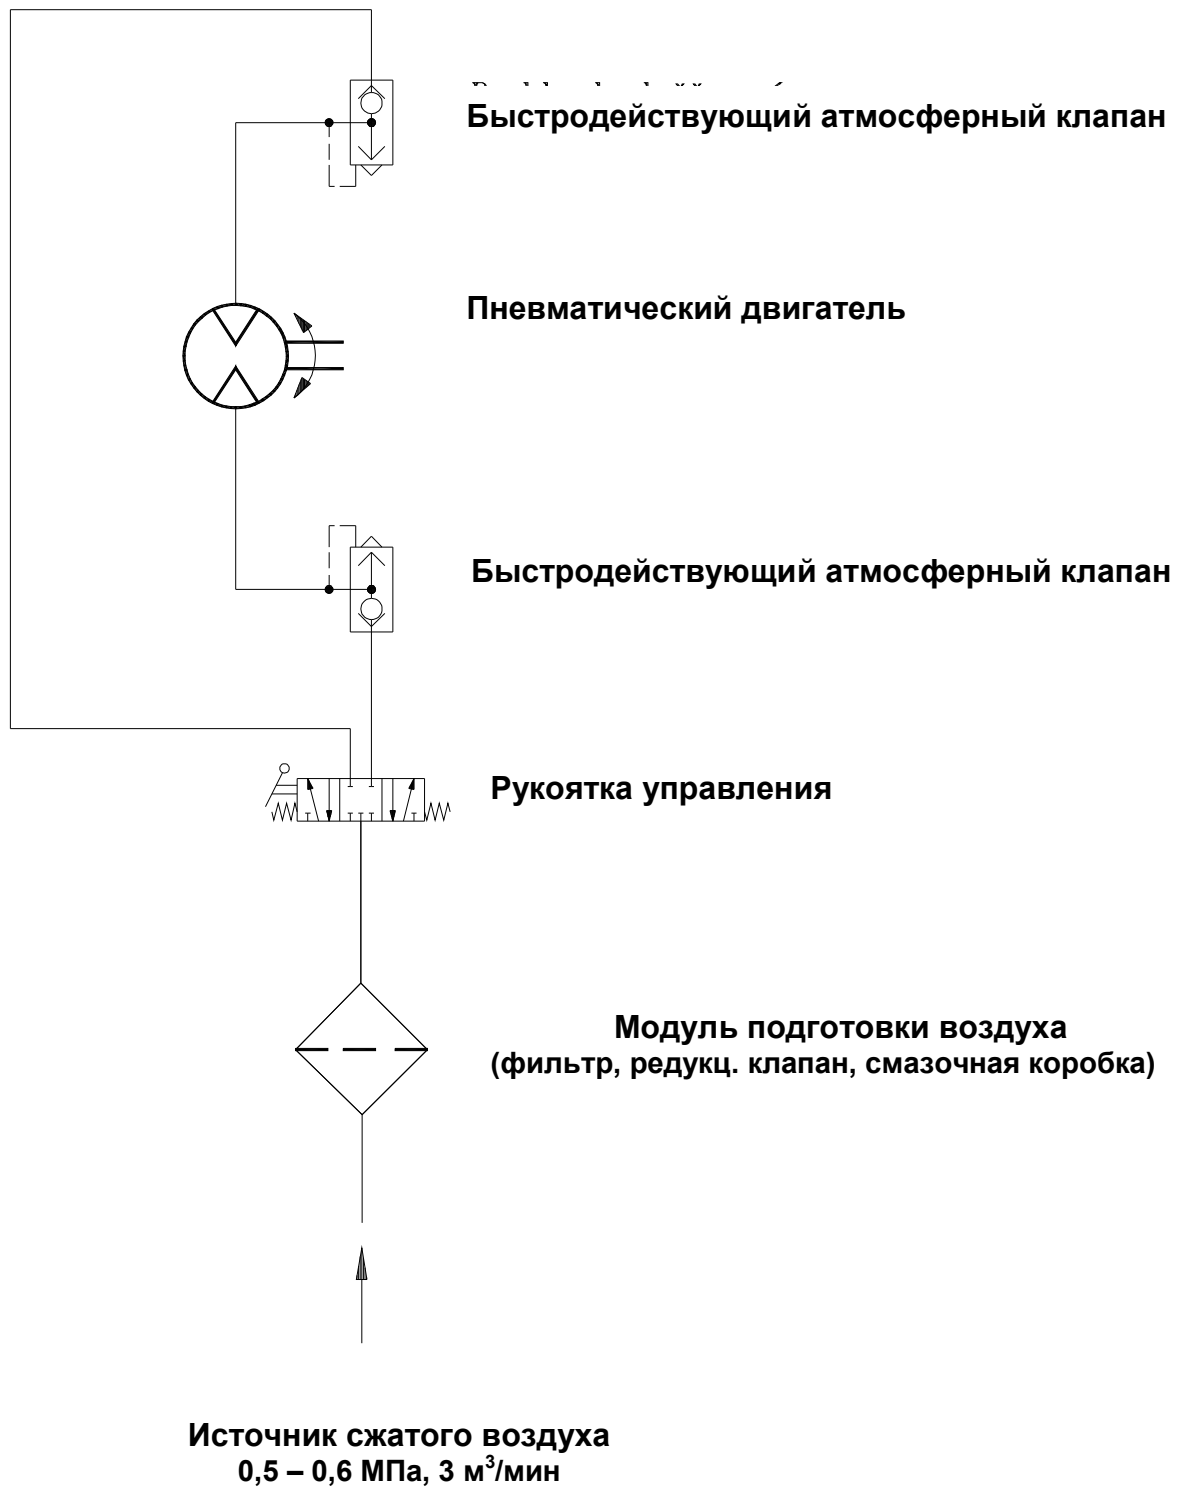 Быстродействующий атмосферный клапан
Пневматический двигатель
Быстродействующий атмосферный клапан
Рукоятка управления
Модуль подготовки воздуха
(фильтр, редукц. клапан, смазочная коробка)
Источник сжатого воздуха
0,5 – 0,6 МПа, 3 м³/мин